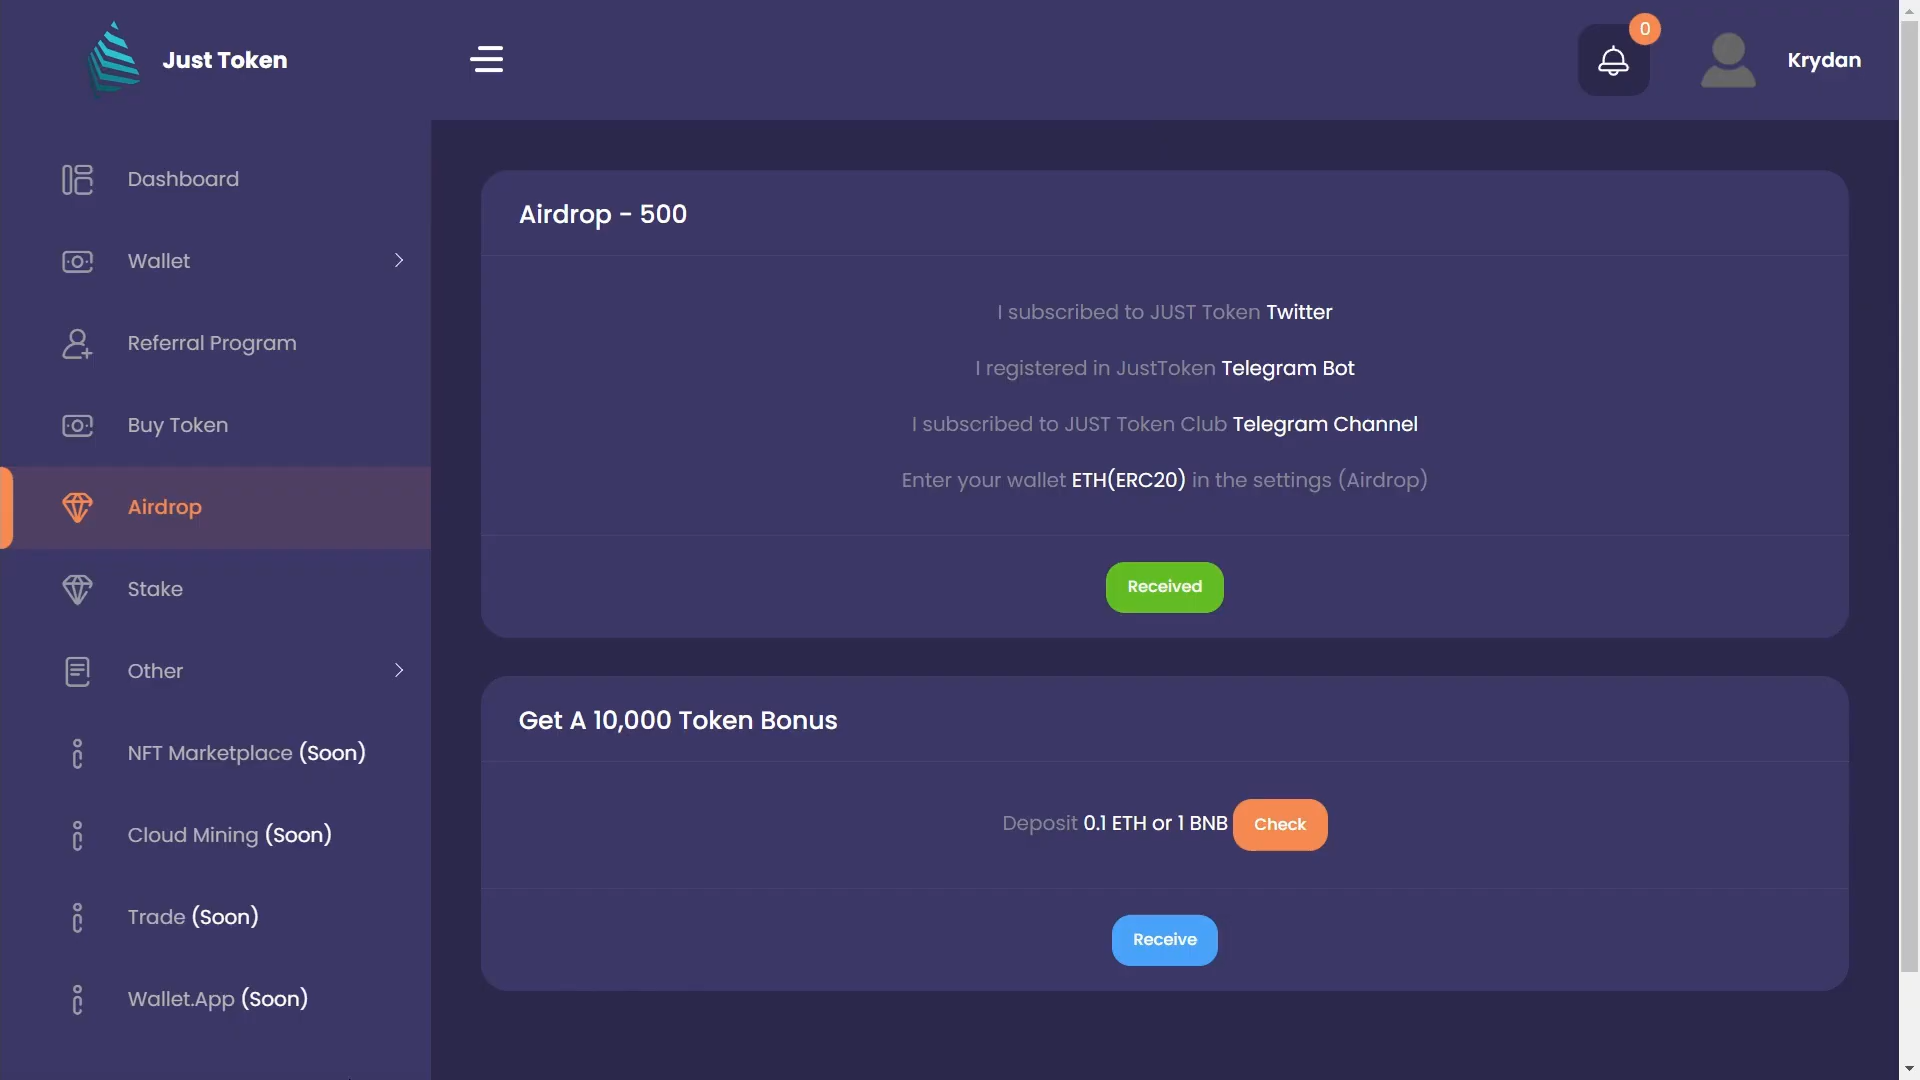 Just Token
0
Krydan
Dashboard
Wallet
Referral Program
Buy Token
Airdrop
Stake
Other
NFT Marketplace (Soon)
Cloud Mining (Soon)
Trade (Soon)
Wallet.App (Soon)
Airdrop - 500
I subscribed to JUST Token Twitter
I registered in JustToken Telegram Bot
I subscribed to JUST Token Club Telegram Channel
Enter your wallet ETH(ERC20) in the settings (Airdrop)
Received
Get A 10,000 Token Bonus
Deposit 0.1 ETH or 1 BNB Check
Receive